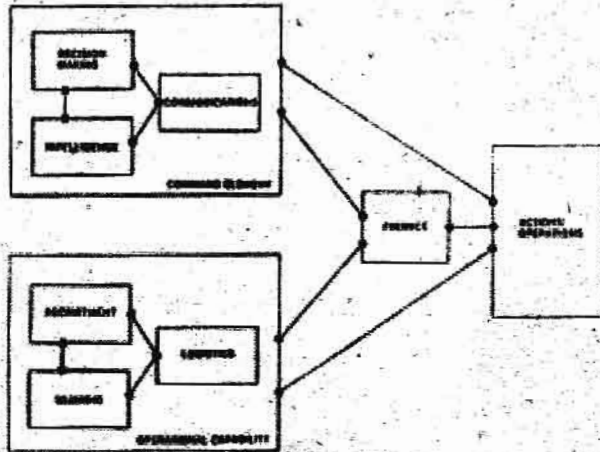 DECISION
MAKING
COMMUNICATIONS
INTELLIGENCE
COMMAND ELEMENT
FINANCE
ACTIONS/
OPERATIONS
RECRUITMENT
LOGISTICS
TRAINING
OPERATIONAL CAPABILITY